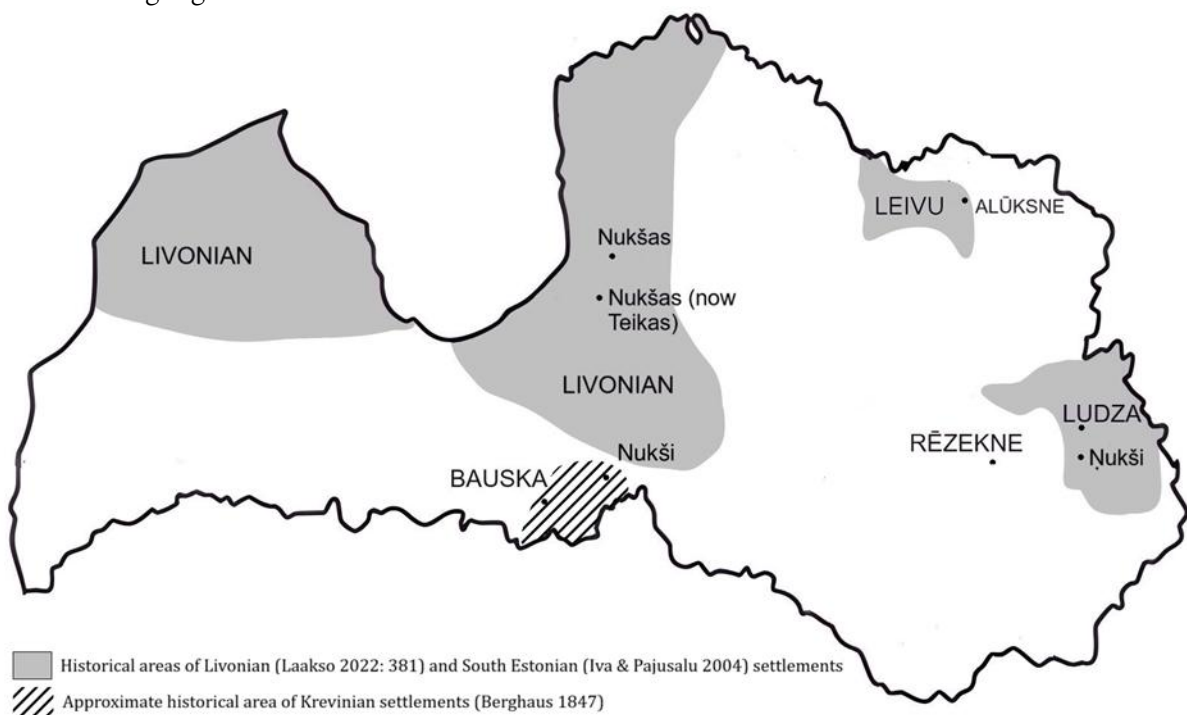 LEIVU
ALŪKSNE
Nukšas
LIVONIAN
Nukšas (now
Teikas)
LIVONIAN
LUDZA
RĒZEKNE
Nukši
Nukši
BAUSKA
Historical areas of Livonian (Laakso 2022: 381) and South Estonian (Iva & Pajusalu 2004) settlements
Approximate historical area of Krevinian settlements (Berghaus 1847)